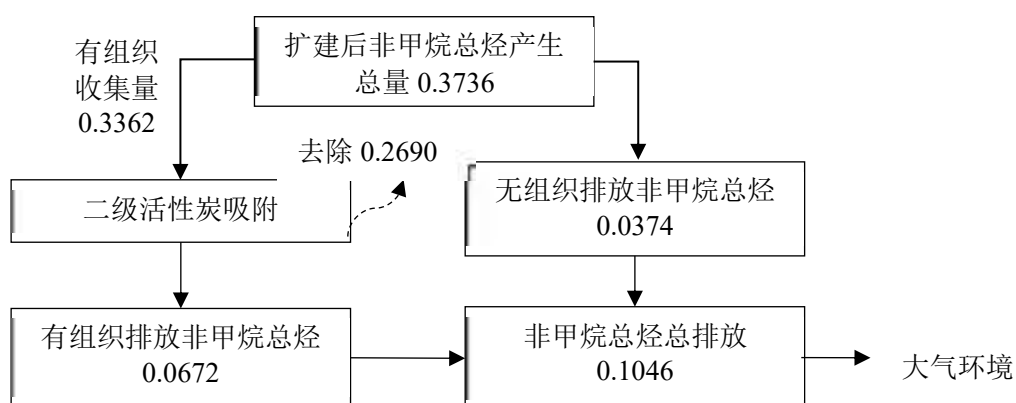 有组织
收集量
0.3362
扩建后非甲烷总烃产生
总量 0.3736
去除 0.2690
二级活性炭吸附
无组织排放非甲烷总烃
0.0374
有组织排放非甲烷总烃
0.0672
非甲烷总烃总排放
0.1046
大气环境